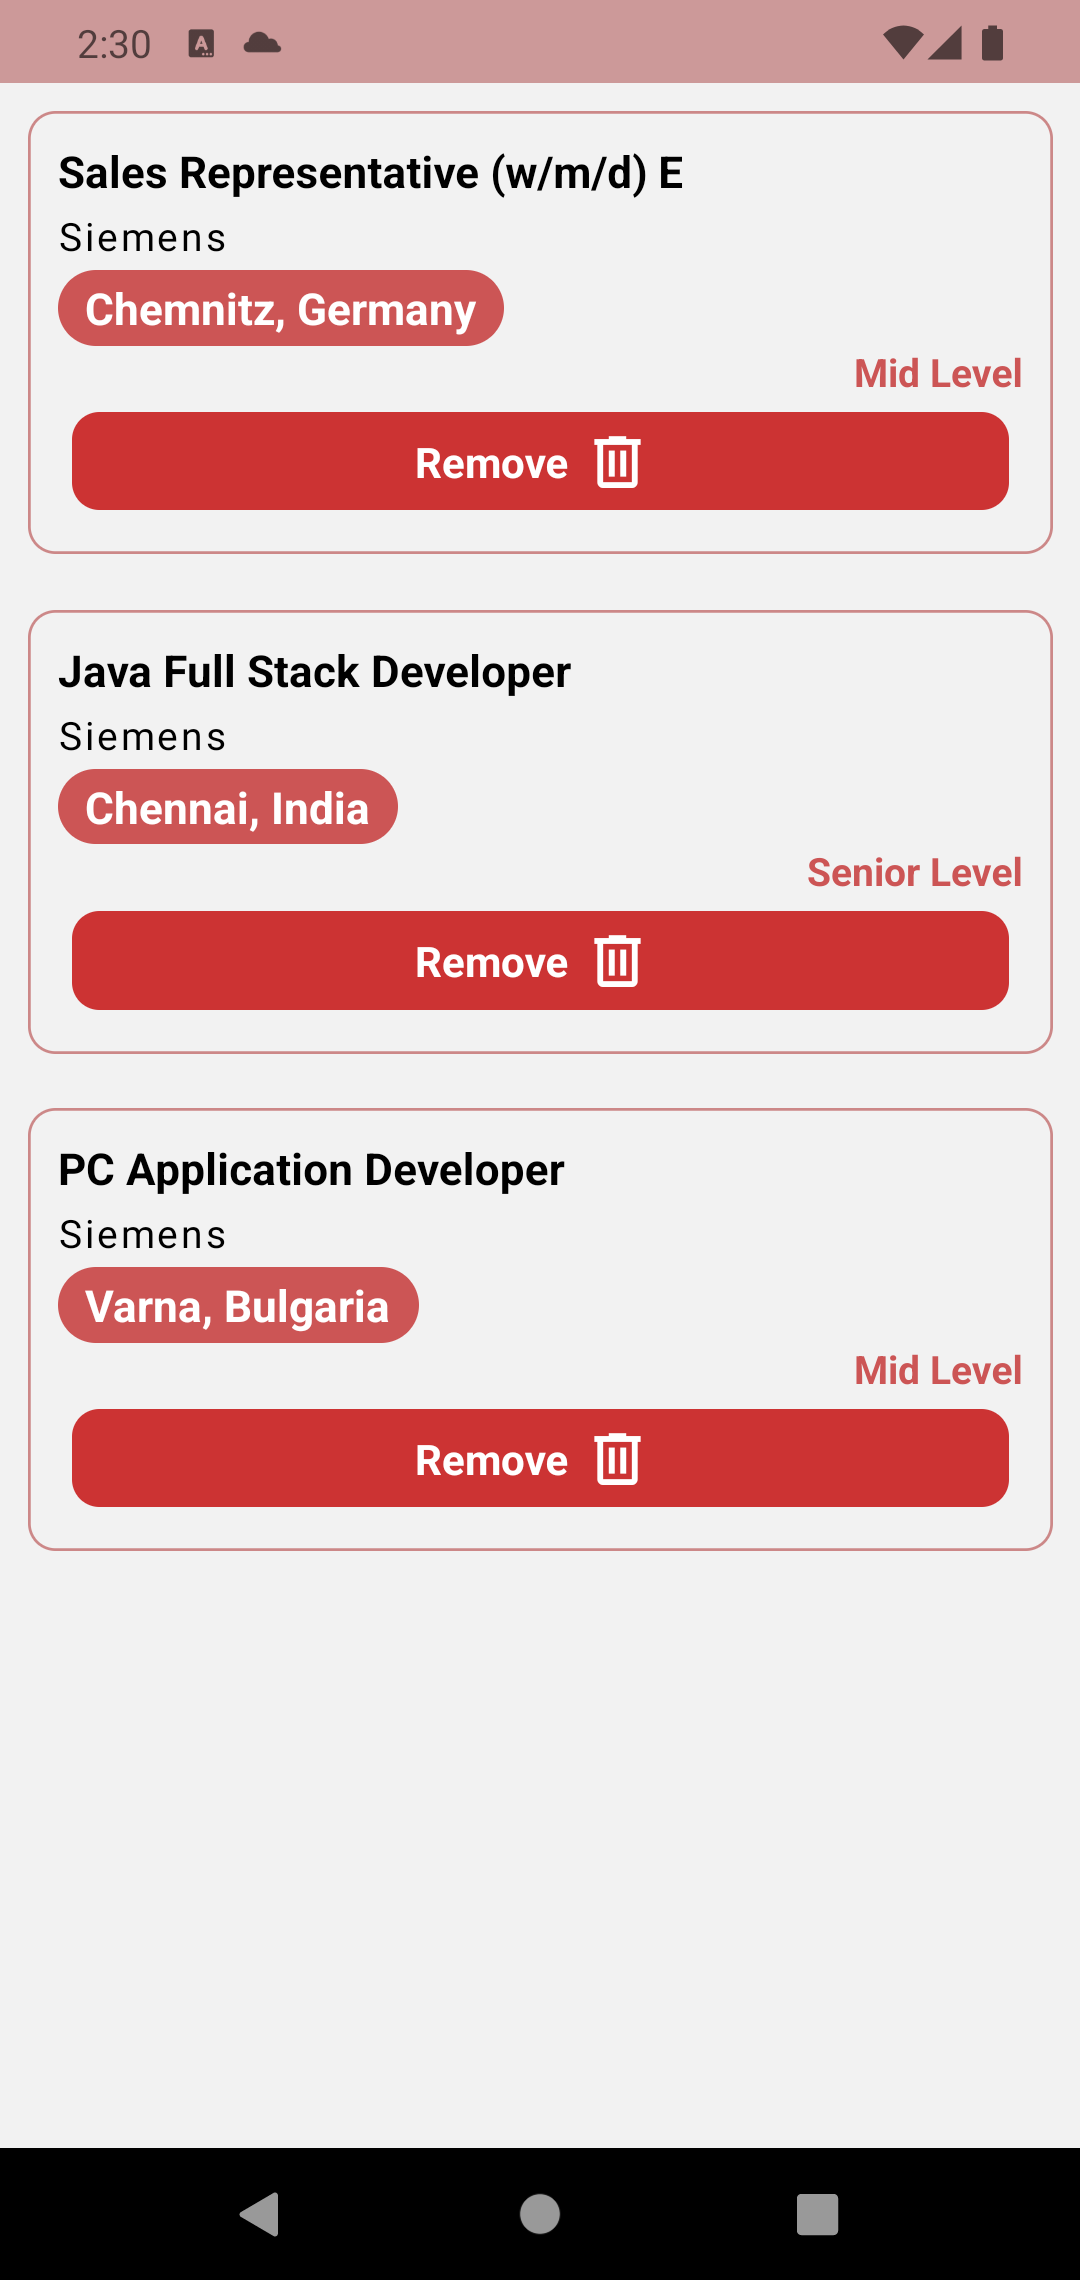 2:30
Sales Representative (w/m/d) E
Siemens
Chemnitz, Germany
Mid Level
Remove
Java Full Stack Developer
Siemens
Chennai, India
Senior Level
Remove
PC Application Developer
Siemens
Varna, Bulgaria
Mid Level
Remove